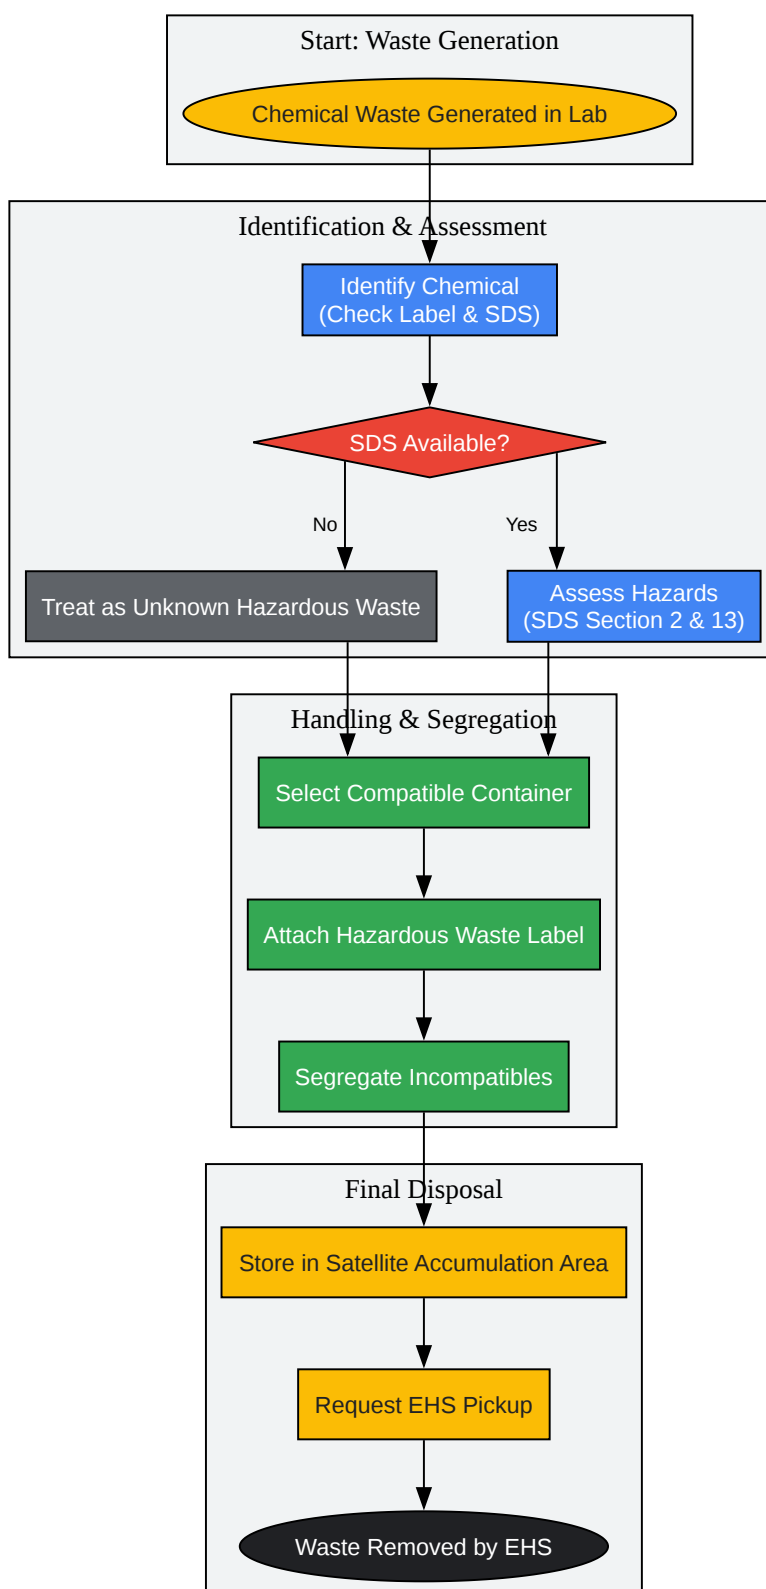 Start: Waste Generation
Chemical Waste Generated in Lab
Identification & Assessment
Identify Chemical
(Check Label & SDS)
SDS Available?
No
Yes
Treat as Unknown Hazardous Waste
Assess Hazards
(SDS Section 2 & 13)
Handling & Segregation
Select Compatible Container
Attach Hazardous Waste Label
Segregate Incompatibles
Final Disposal
Store in Satellite Accumulation Area
Request EHS Pickup
Waste Removed by EHS